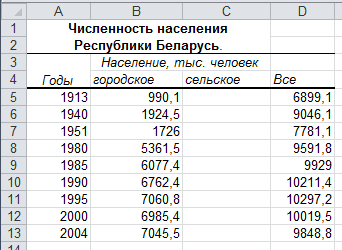 A B C D
1 Численность населения
2 Республики Беларусь.
3 Население, тыс. человек
4 Годы городское сельское Все
5 1913 990,1 6899,1
6 1940 1924,5 9046,1
7 1951 1726 7781,1
8 1980 5361,5 9591,8
9 1985 6077,4 9929
10 1990 6762,4 10211,4
11 1995 7060,8 10297,2
12 2000 6985,4 10019,5
13 2004 7045,5 9848,8